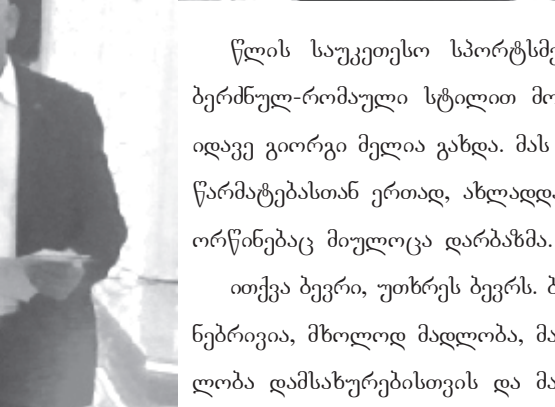 წლის საუკეთესო სპორტსმე
ბერძნულ-რომაული სტილით მო
იდავე გიორგი მელია გახდა. მას
წარმატებასთან ერთად, ახლადდა
ორწინებაც მიულოცა დარბაზმა.
ითქვა ბევრი, უთხრეს ბევრს. ბ
ნებრივია, მხოლოდ მადლობა, მა
ლობა დამსახურებისთვის და მა